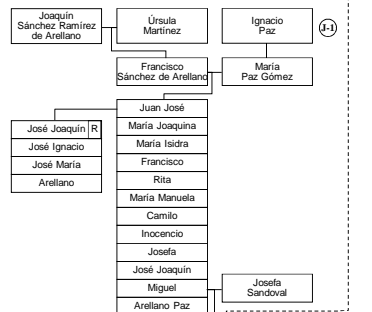 Joaquín
Sánchez Ramírez
de Arellano
Úrsula
Martínez
Ignacio
Paz
J-1
Francisco
Sánchez de Arellano
María
Paz Gómez
Juan José
María Joaquina
María Isidra
Francisco
Rita
María Manuela
Camilo
Inocencio
Josefa
José Joaquín
Miguel
Arellano Paz
José Joaquín R
José Ignacio
José María
Arellano
Josefa
Sandoval